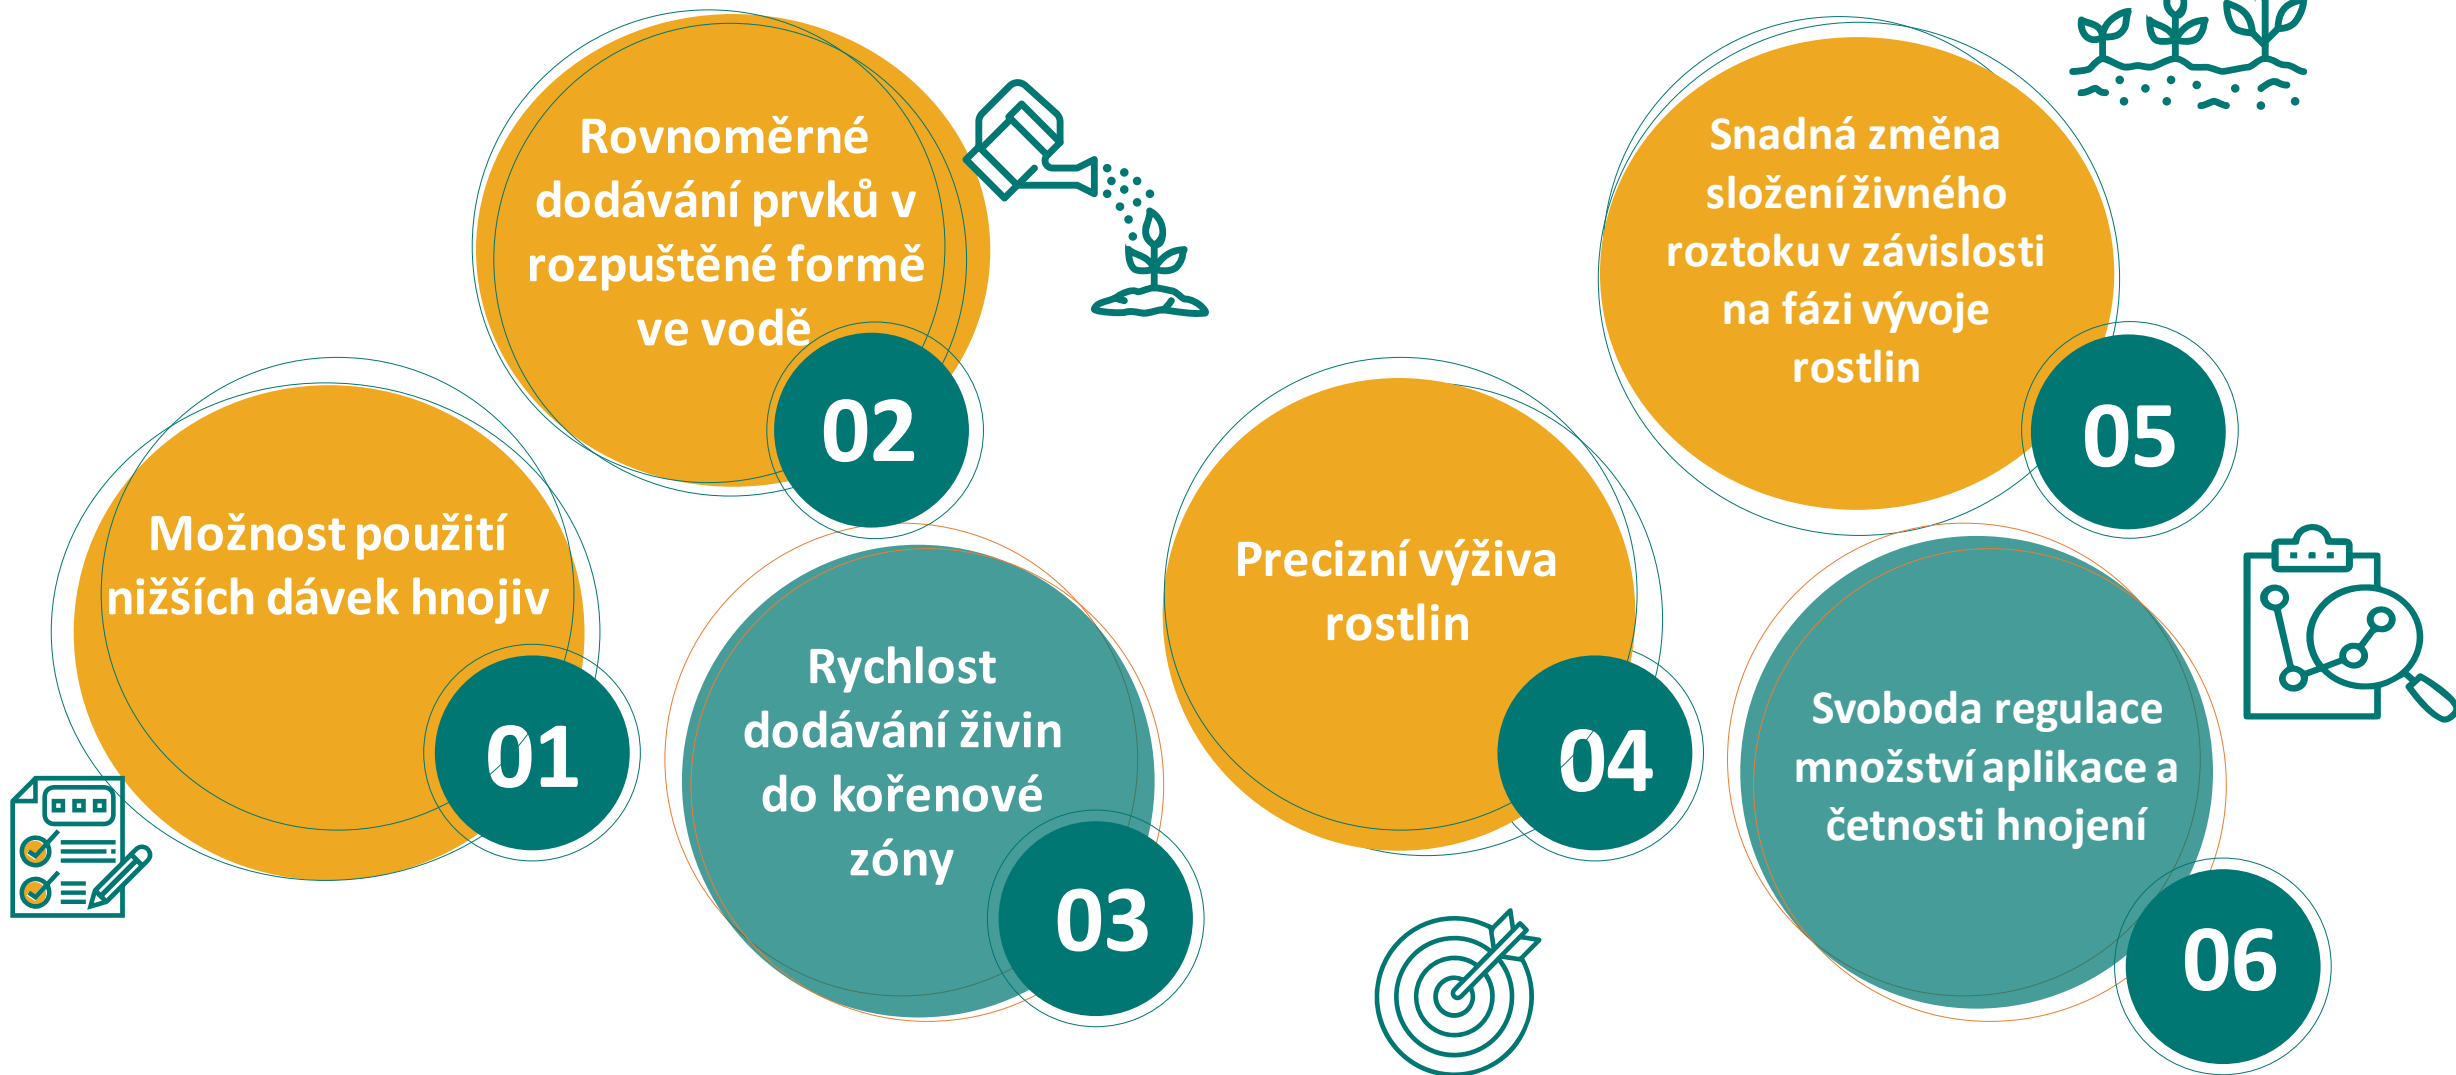 Možnost použití
nižších dávek hnojiv
01
Rovnoměrné
dodávání prvků v
rozpuštěné formě
ve vodě
02
Rychlost
dodávání živin
do kořenové
zóny
03
Precizní výživa
rostlin
04
Snadná změna
složení živného
roztoku v závislosti
na fázi vývoje
rostlin
05
Svoboda regulace
množství aplikace a
četnosti hnojení
06